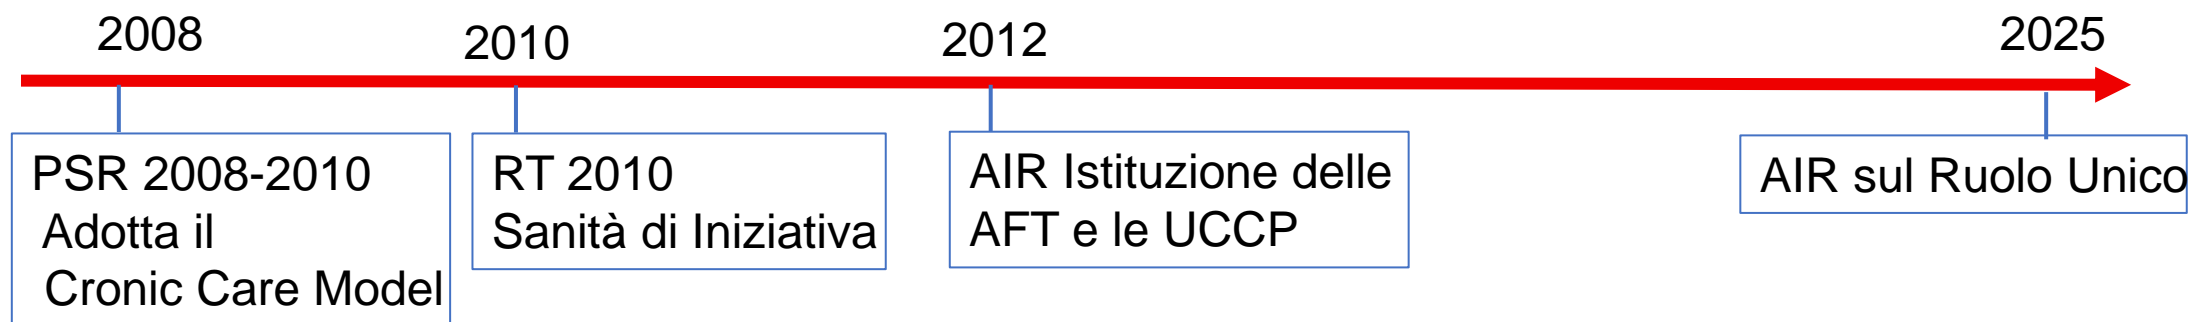 2008
2010
2012
2025
PSR 2008-2010
Adotta il
Cronic Care Model
RT 2010
Sanità di Iniziativa
AIR Istituzione delle
AFT e le UCCP
AIR sul Ruolo Unico